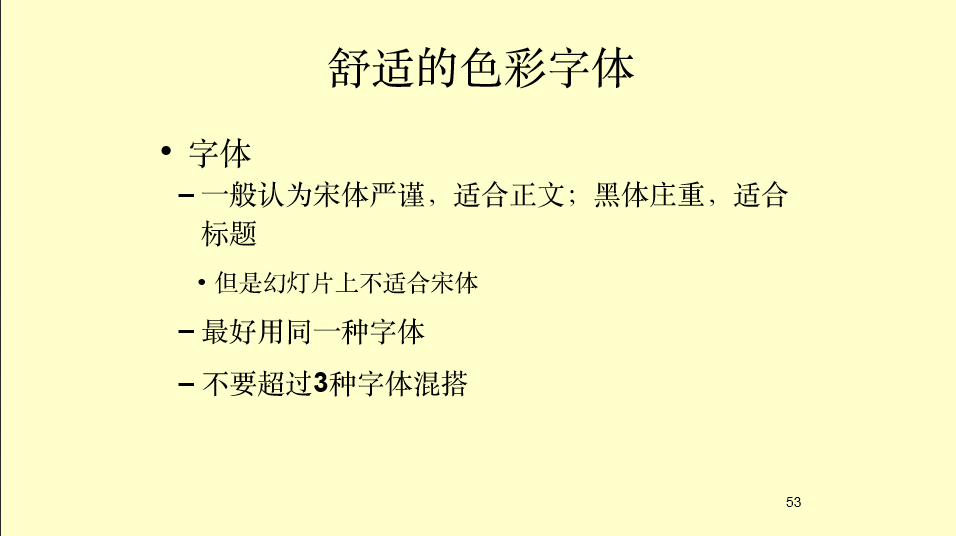 舒适的色彩字体
• 字体
– 一般认为宋体严谨，适合正文；黑体庄重，适合
标题
• 但是幻灯片上不适合宋体
– 最好用同一种字体
– 不要超过3种字体混搭
53